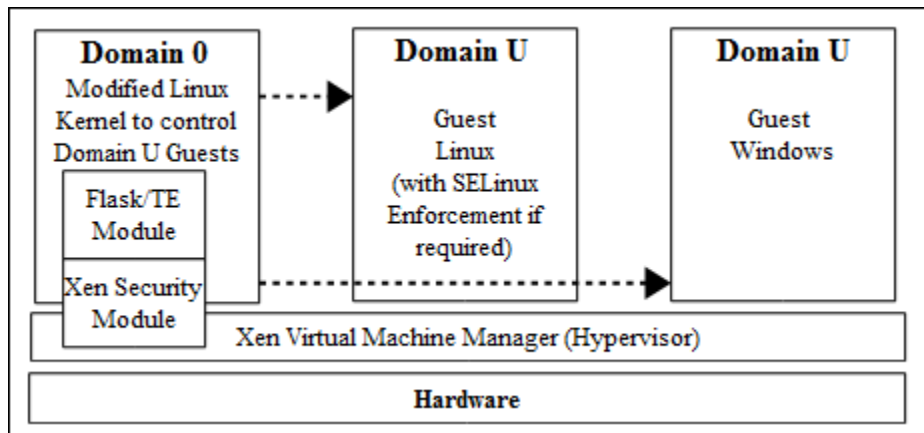 Domain 0
Modified Linux
Kernel to control
Domain U Guests
Flask/TE
Module
Xen Security
Module
Domain U
Guest
Linux
(with SELinux
Enforcement if
required)
Domain U
Guest
Windows
Xen Virtual Machine Manager (Hypervisor)
Hardware